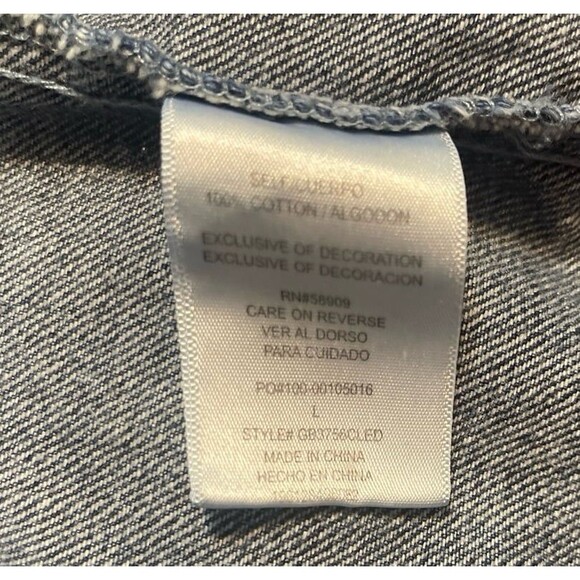 SELF/CUERPO
100% COTTON / ALGODON
EXCLUSIVE OF DECORATION
EXCLUSIVE OF DECORACION
RN#58909
CARE ON REVERSE
VER AL DORSO
PARA CUIDADO
PO#100-00105016
L
STYLE# GB3756CLED
MADE IN CHINA
HECHO EN CHINA